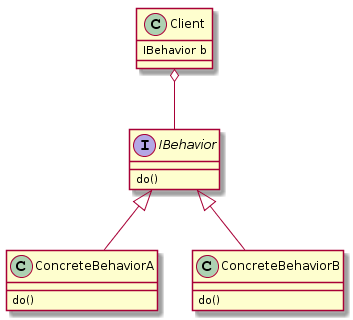 C Client
IBehavior b
I IBehavior
do()
C ConcreteBehaviorA
do()
C ConcreteBehaviorB
do()